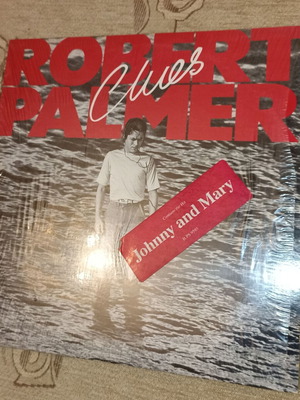 ROBERT
Clues
PALMER
Johnny and Mary